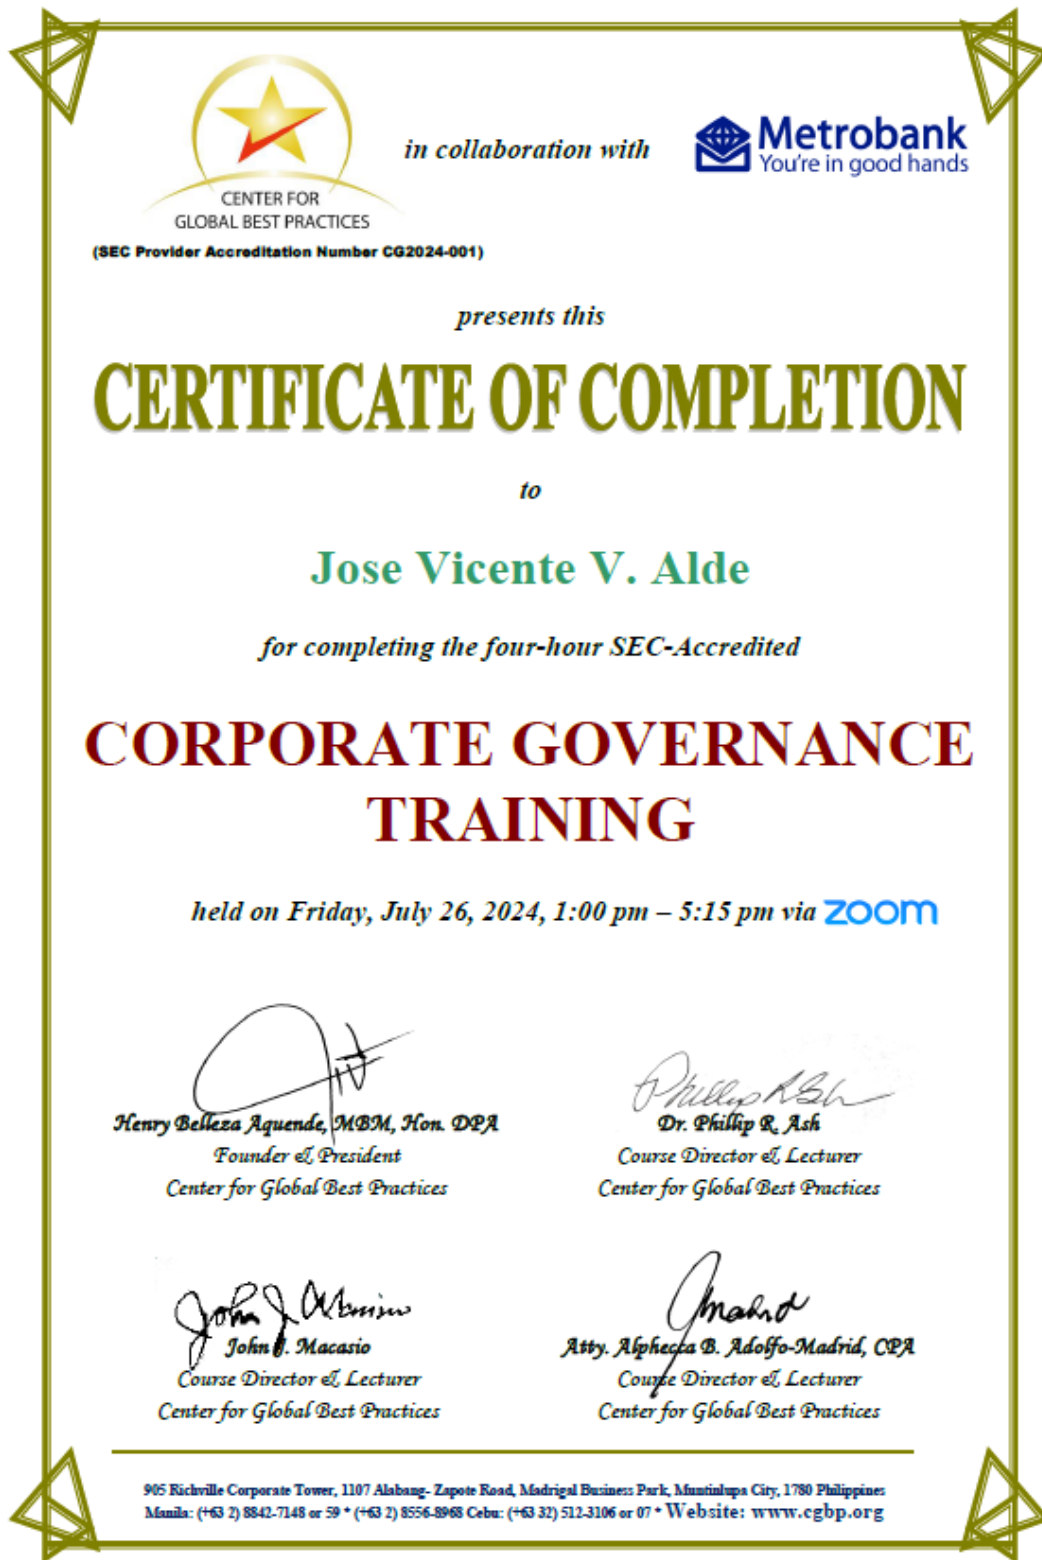 CENTER FOR
GLOBAL BEST PRACTICES
(SEC Provider Accreditation Number CG2024-001)
in collaboration with
Metrobank
You're in good hands
presents this
CERTIFICATE OF COMPLETION
to
Jose Vicente V. Alde
for completing the four-hour SEC-Accredited
CORPORATE GOVERNANCE
TRAINING
held on Friday, July 26, 2024, 1:00 pm – 5:15 pm via zoom
Phillip R Ash
Henry Belleza Aquende, MBM, Hon. DPA
Founder & President
Center for Global Best Practices
Dr. Phillip R. Ash
Course Director & Lecturer
Center for Global Best Practices
John J. Macasio
Course Director & Lecturer
Center for Global Best Practices
Atty. Alphecca B. Adolfo-Madrid, CPA
Course Director & Lecturer
Center for Global Best Practices
905 Richville Corporate Tower, 1107 Alabang- Zapote Road, Madrigal Business Park, Muntinlupa City, 1780 Philippines
Manila: (+63 2) 8842-7148 or 59 * (+63 2) 8556-8968 Cebu: (+63 32) 512-3106 or 07 * Website: www.cgbp.org